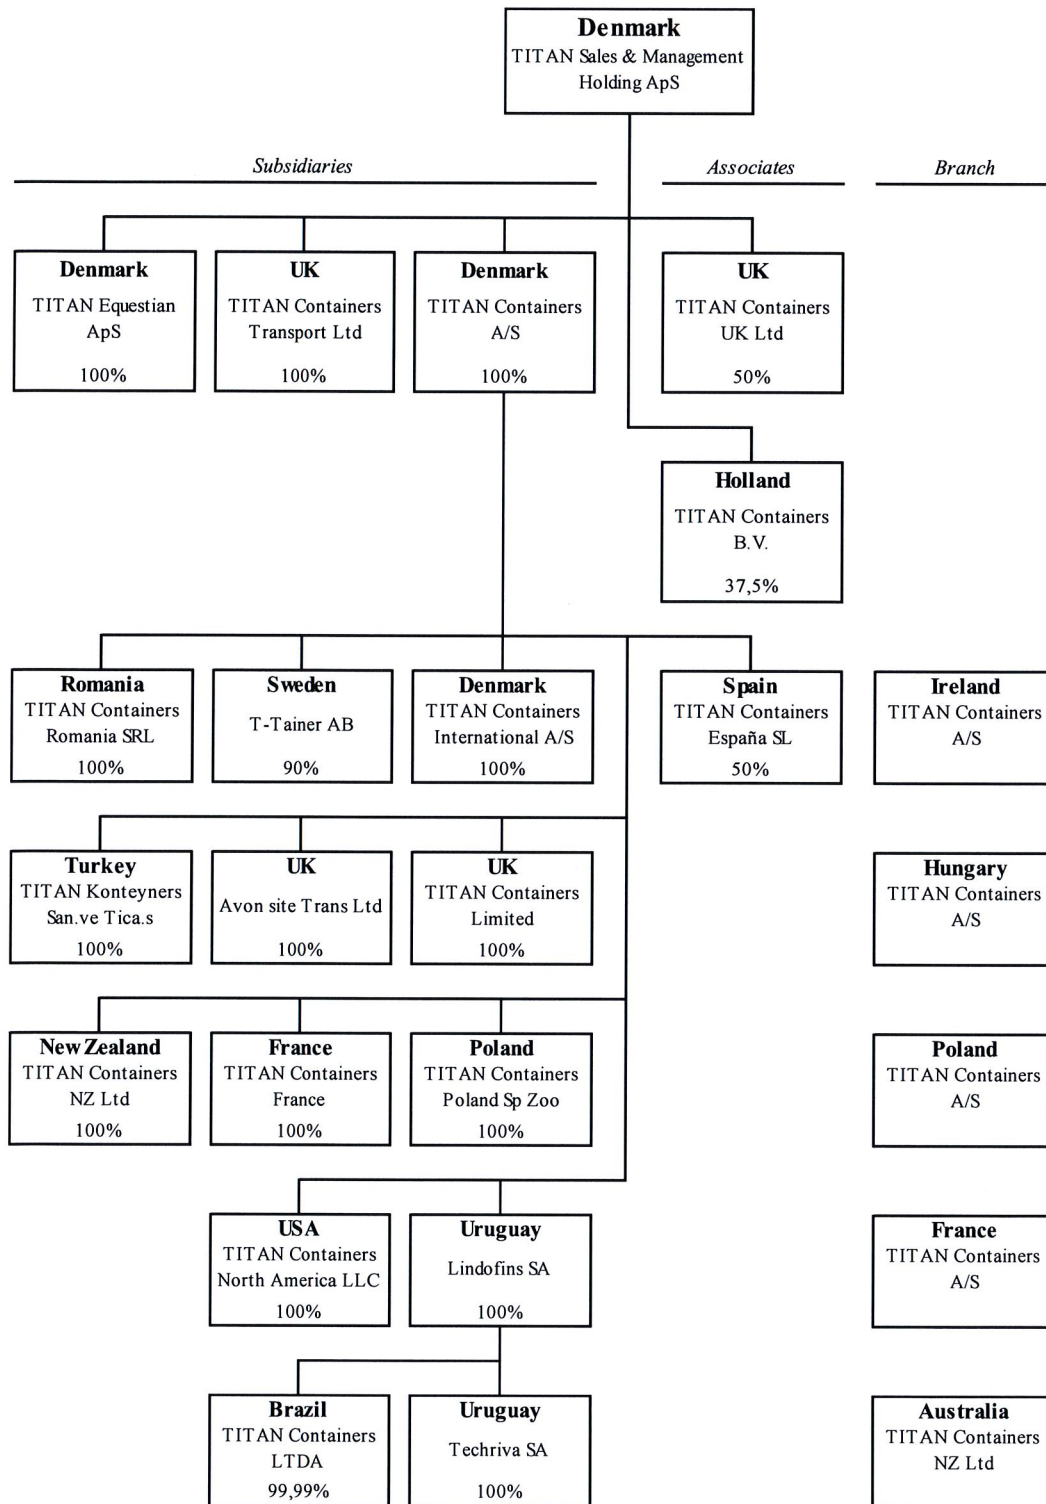 Denmark
TITAN Sales & Management
Holding ApS
Subsidiaries
Associates
Branch
Denmark
TITAN Equestian
ApS
100%
UK
TITAN Containers
Transport Ltd
100%
Denmark
TITAN Containers
A/S
100%
UK
TITAN Containers
UK Ltd
50%
Holland
TITAN Containers
B.V.
37,5%
Romania
TITAN Containers
Romania SRL
100%
Sweden
T-Tainer AB
90%
Denmark
TITAN Containers
International A/S
100%
Spain
TITAN Containers
España SL
50%
Ireland
TITAN Containers
A/S
Turkey
TITAN Konteyners
San.ve Tica.s
100%
UK
Avon site Trans Ltd
100%
UK
TITAN Containers
Limited
100%
Hungary
TITAN Containers
A/S
New Zealand
TITAN Containers
NZ Ltd
100%
France
TITAN Containers
France
100%
Poland
TITAN Containers
Poland Sp Zoo
100%
Poland
TITAN Containers
A/S
USA
TITAN Containers
North America LLC
100%
Uruguay
Lindofins SA
100%
France
TITAN Containers
A/S
Brazil
TITAN Containers
LTDA
99,99%
Uruguay
Techriva SA
100%
Australia
TITAN Containers
NZ Ltd